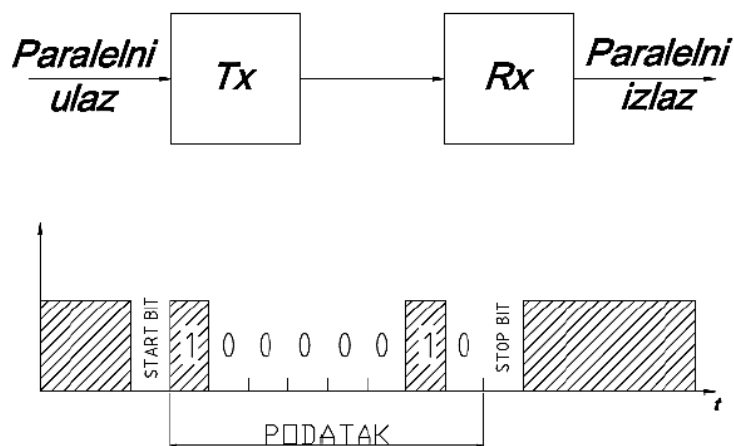 Paralelni ulaz
Tx
Rx
Paralelni izlaz
START BIT
1 0 0 0 0 0 1 0
STOP BIT
t
PODATAK